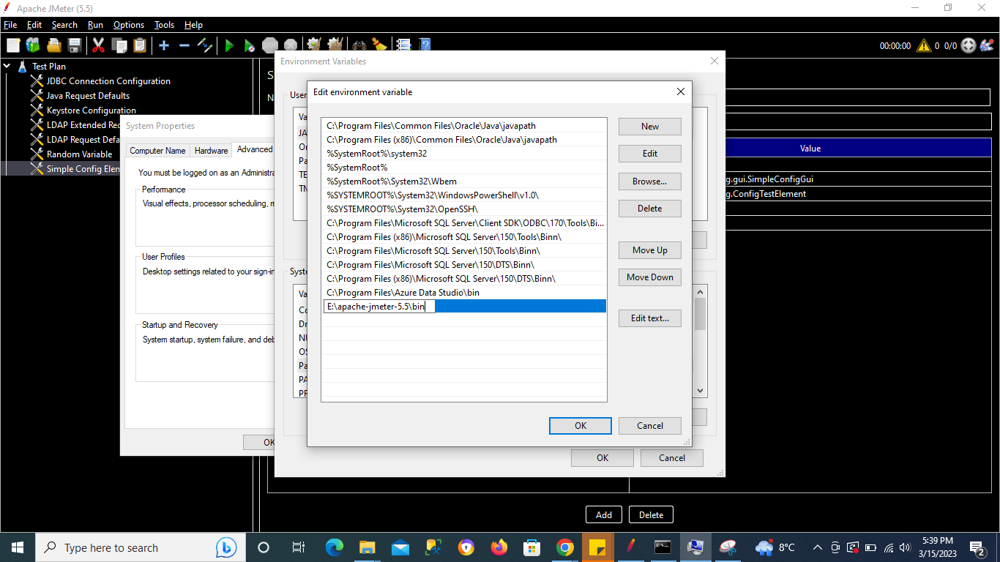 Apache JMeter (5.5)
File Edit Search Run Options Tools Help
00:00:00 0 0/0
Test Plan
JDBC Connection Configuration
Java Request Defaults
Keystore Configuration
LDAP Extended Rec
LDAP Request Defa
Random Variable
Simple Config Elem
System Properties
Computer Name Hardware Advanced
You must be logged on as an Administra
Performance
Visual effects, processor scheduling, m
User Profiles
Desktop settings related to your sign-in
Startup and Recovery
System startup, system failure, and deb
OK
Environment Variables
User
Va
JA
On
Pa
TE
TN
Syst
Va
Co
Dr
NU
OS
Pa
PA
PR
OK Cancel
Edit environment variable
C:\Program Files\Common Files\Oracle\Java\javapath
C:\Program Files (x86)\Common Files\Oracle\Java\javapath
%SystemRoot%\system32
%SystemRoot%
%SystemRoot%\System32\Wbem
%SYSTEMROOT%\System32\WindowsPowerShell\v1.0\
%SYSTEMROOT%\System32\OpenSSH\
C:\Program Files\Microsoft SQL Server\Client SDK\ODBC\170\Tools\Bi...
C:\Program Files (x86)\Microsoft SQL Server\150\Tools\Binn\
C:\Program Files\Microsoft SQL Server\150\Tools\Binn\
C:\Program Files\Microsoft SQL Server\150\DTS\Binn\
C:\Program Files (x86)\Microsoft SQL Server\150\DTS\Binn\
C:\Program Files\Azure Data Studio\bin
E:\apache-jmeter-5.5\bin
New
Edit
Browse...
Delete
Move Up
Move Down
Edit text...
OK Cancel
S
N
Value
g.gui.SimpleConfigGui
g.ConfigTestElement
Add Delete
Type here to search
8°C
5:39 PM
3/15/2023
2